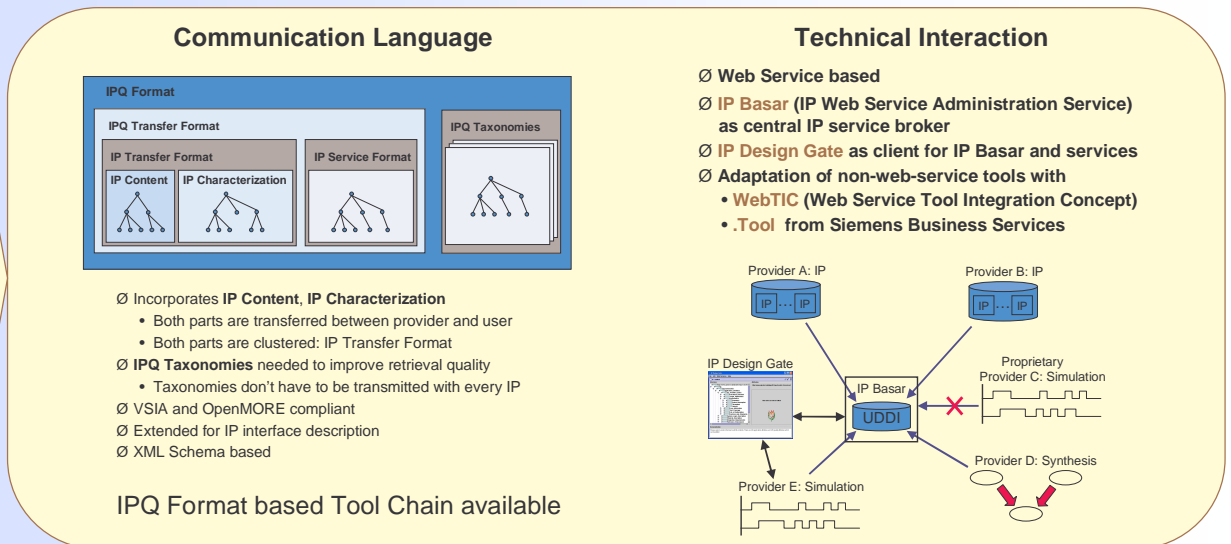 Communication Language
IPQ Format
IPQ Transfer Format
IPQ Taxonomies
IP Transfer Format
IP Service Format
IP Content
IP Characterization
Ø Incorporates IP Content, IP Characterization
• Both parts are transferred between provider and user
• Both parts are clustered: IP Transfer Format
Ø IPQ Taxonomies needed to improve retrieval quality
• Taxonomies don't have to be transmitted with every IP
Ø VSIA and OpenMORE compliant
Ø Extended for IP interface description
Ø XML Schema based
IPQ Format based Tool Chain available
Technical Interaction
Ø Web Service based
Ø IP Basar (IP Web Service Administration Service)
as central IP service broker
Ø IP Design Gate as client for IP Basar and services
Ø Adaptation of non-web-service tools with
• WebTIC (Web Service Tool Integration Concept)
• .Tool from Siemens Business Services
Provider A: IP
IP ... IP
Provider B: IP
IP ... IP
IP Design Gate
IP Basar
UDDI
Proprietary
Provider C: Simulation
Provider D: Synthesis
Provider E: Simulation